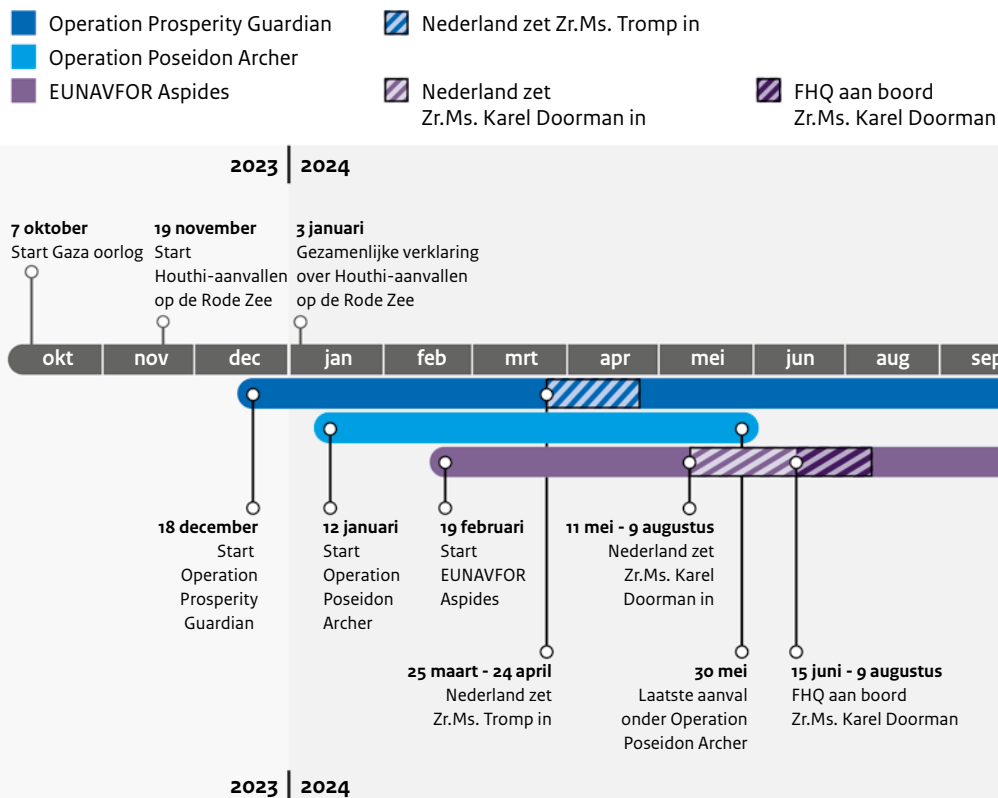 Operation Prosperity Guardian
Nederland zet Zr.Ms. Tromp in
Operation Poseidon Archer
EUNAVFOR Aspides
Nederland zet
Zr.Ms. Karel Doorman in
FHQ aan boord
Zr.Ms. Karel Doorman
2023 2024
7 oktober
Start Gaza oorlog
19 november
Start
Houthi-aanvallen
op de Rode Zee
3 januari
Gezamenlijke verklaring
over Houthi-aanvallen
op de Rode Zee
okt nov dec jan feb mrt apr mei jun aug sep
18 december
Start
Operation
Prosperity
Guardian
12 januari
Start
Operation
Poseidon
Archer
19 februari
Start
EUNAVFOR
Aspides
11 mei - 9 augustus
Nederland zet
Zr.Ms. Karel
Doorman in
25 maart - 24 april
Nederland zet
Zr.Ms. Tromp in
30 mei
Laatste aanval
onder Operation
Poseidon Archer
15 juni - 9 augustus
FHQ aan boord
Zr.Ms. Karel Doorman
2023 2024